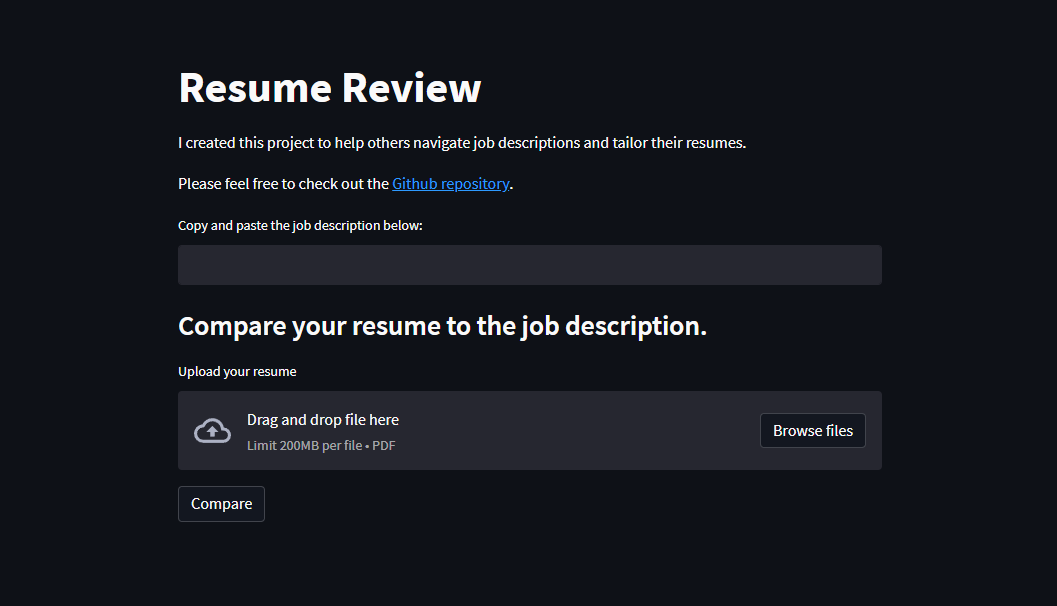 Resume Review
I created this project to help others navigate job descriptions and tailor their resumes.
Please feel free to check out the Github repository.
Copy and paste the job description below:
Compare your resume to the job description.
Upload your resume
Drag and drop file here
Limit 200MB per file • PDF
Browse files
Compare